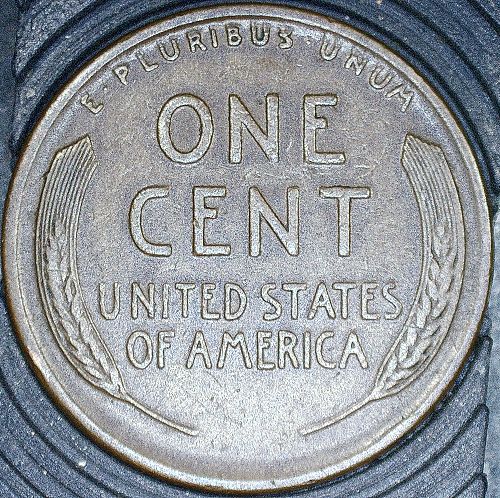 E · PLURIBUS · UNUM
ONE
CENT
UNITED STATES
OF AMERICA